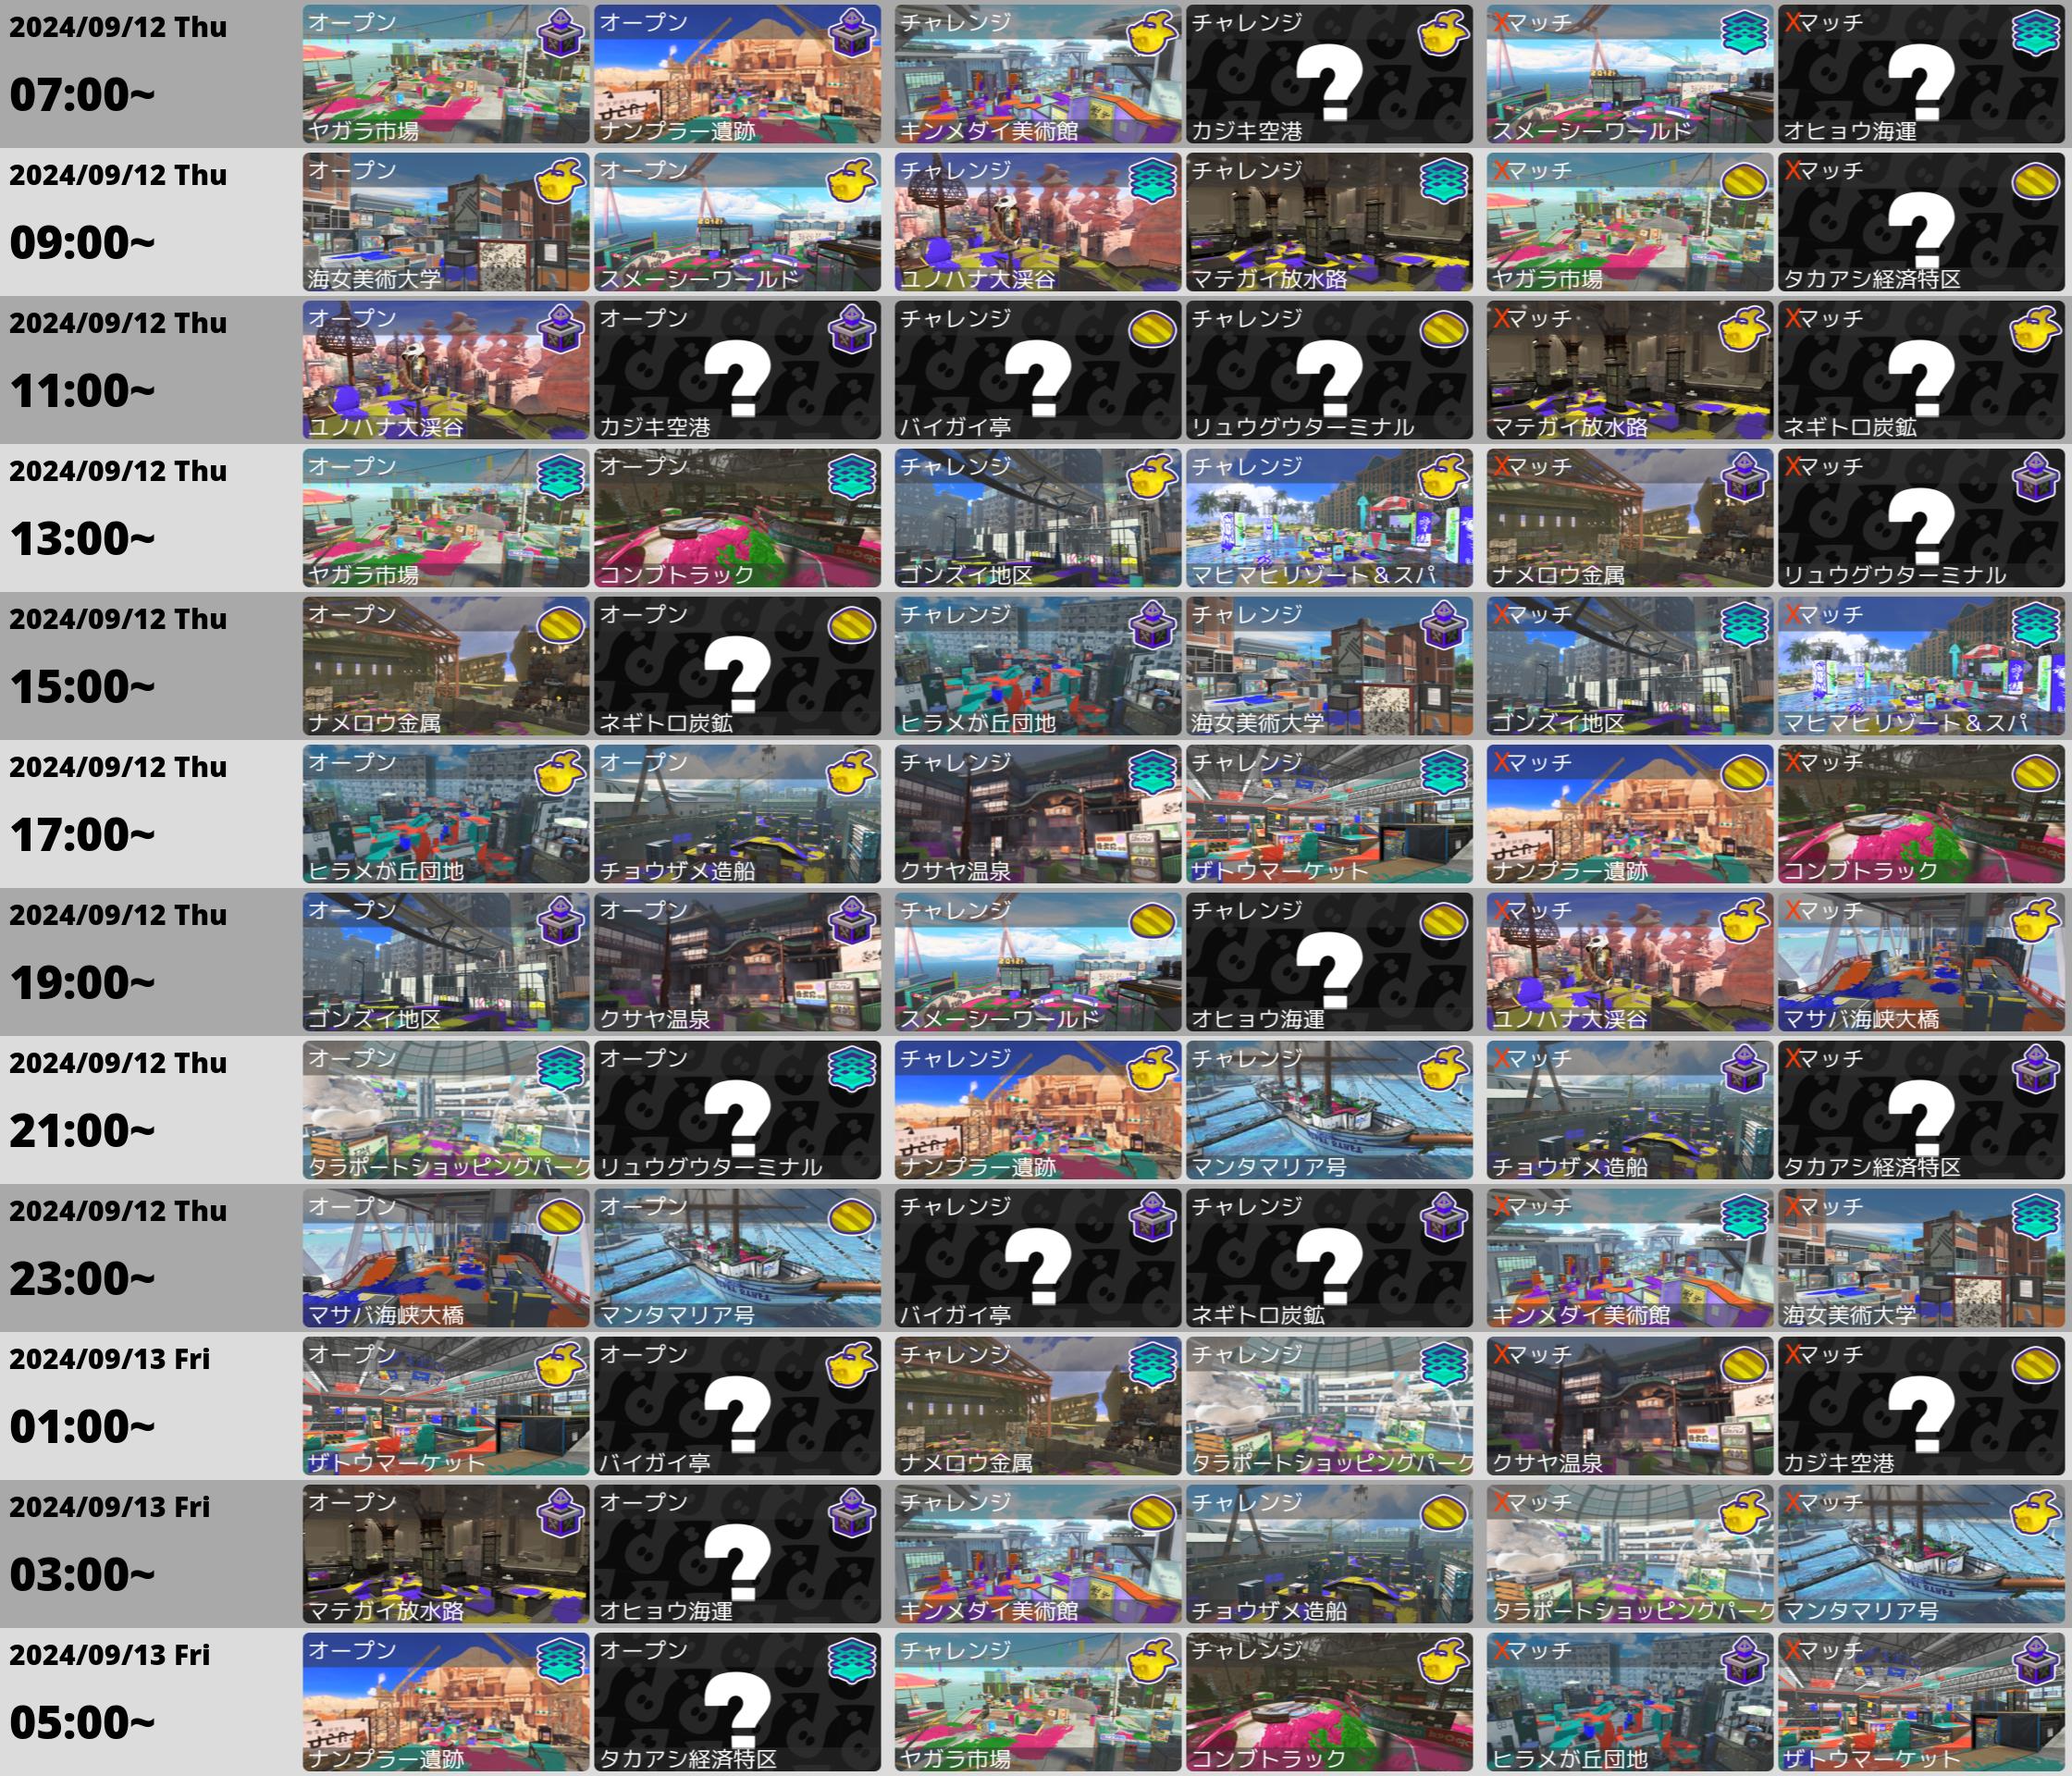 2024/09/12 Thu
07:00~
オープン オープン チャレンジ チャレンジ Xマッチ Xマッチ
ヤガラ市場 ナンプラー遺跡 キンメダイ美術館 カジキ空港 スメーシーワールド オヒョウ海運
2024/09/12 Thu
09:00~
オープン オープン チャレンジ チャレンジ Xマッチ Xマッチ
海女美術大学 スメーシーワールド ユノハナ大渓谷 マテガイ放水路 ヤガラ市場 タカアシ経済特区
2024/09/12 Thu
11:00~
オープン オープン チャレンジ チャレンジ Xマッチ Xマッチ
ユノハナ大渓谷 カジキ空港 バイガイ亭 リュウグウターミナル マテガイ放水路 ネギトロ炭鉱
2024/09/12 Thu
13:00~
オープン オープン チャレンジ チャレンジ Xマッチ Xマッチ
ヤガラ市場 コンブトラック ゴンズイ地区 マヒマヒリゾート＆スパ ナメロウ金属 リュウグウターミナル
2024/09/12 Thu
15:00~
オープン オープン チャレンジ チャレンジ Xマッチ Xマッチ
ナメロウ金属 ネギトロ炭鉱 ヒラメが丘団地 海女美術大学 ゴンズイ地区 マヒマヒリゾート＆スパ
2024/09/12 Thu
17:00~
オープン オープン チャレンジ チャレンジ Xマッチ Xマッチ
ヒラメが丘団地 チョウザメ造船 クサヤ温泉 ザトウマーケット ナンプラー遺跡 コンブトラック
2024/09/12 Thu
19:00~
オープン オープン チャレンジ チャレンジ Xマッチ Xマッチ
ゴンズイ地区 クサヤ温泉 スメーシーワールド オヒョウ海運 ユノハナ大渓谷 マサバ海峡大橋
2024/09/12 Thu
21:00~
オープン オープン チャレンジ チャレンジ Xマッチ Xマッチ
タラポートショッピングパーク リュウグウターミナル ナンプラー遺跡 マンタマリア号 チョウザメ造船 タカアシ経済特区
2024/09/12 Thu
23:00~
オープン オープン チャレンジ チャレンジ Xマッチ Xマッチ
マサバ海峡大橋 マンタマリア号 バイガイ亭 ネギトロ炭鉱 キンメダイ美術館 海女美術大学
2024/09/13 Fri
01:00~
オープン オープン チャレンジ チャレンジ Xマッチ Xマッチ
ザトウマーケット バイガイ亭 ナメロウ金属 タラポートショッピングパーク クサヤ温泉 カジキ空港
2024/09/13 Fri
03:00~
オープン オープン チャレンジ チャレンジ Xマッチ Xマッチ
マテガイ放水路 オヒョウ海運 キンメダイ美術館 チョウザメ造船 タラポートショッピングパーク マンタマリア号
2024/09/13 Fri
05:00~
オープン オープン チャレンジ チャレンジ Xマッチ Xマッチ
ナンプラー遺跡 タカアシ経済特区 ヤガラ市場 コンブトラック ヒラメが丘団地 ザトウマーケット